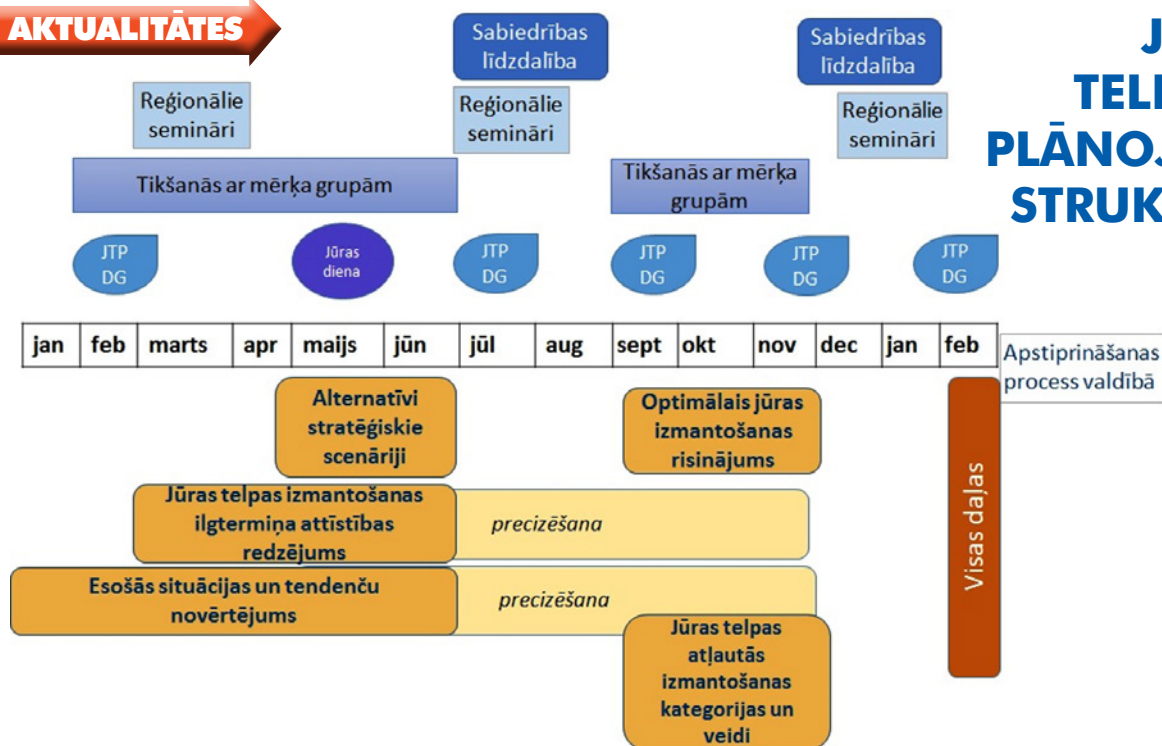 AKTUALITĀTES
J
TELI
PLĀNOJ
STRUK
Sabiedrības
līdzdalība
Sabiedrības
līdzdalība
Reģionālie
semināri
Reģionālie
semināri
Reģionālie
semināri
Tikšanās ar mērķa grupām
Tikšanās ar mērķa
grupām
JTP
DG
Jūras
diena
JTP
DG
JTP
DG
JTP
DG
JTP
DG
jan feb marts apr maijs jūn jūl aug sept okt nov dec jan feb
Apstiprināšanas
process valdībā
Alternatīvi
stratēģiskie
scenāriji
Optimālais jūras
izmantošanas
risinājums
Jūras telpas izmantošanas
ilgtermiņa attīstības
redzējums
precizēšana
Esošās situācijas un tendenču
novērtējums
precizēšana
Jūras telpas
atļautās
izmantošanas
kategorijas un
veidi
Visas daļas